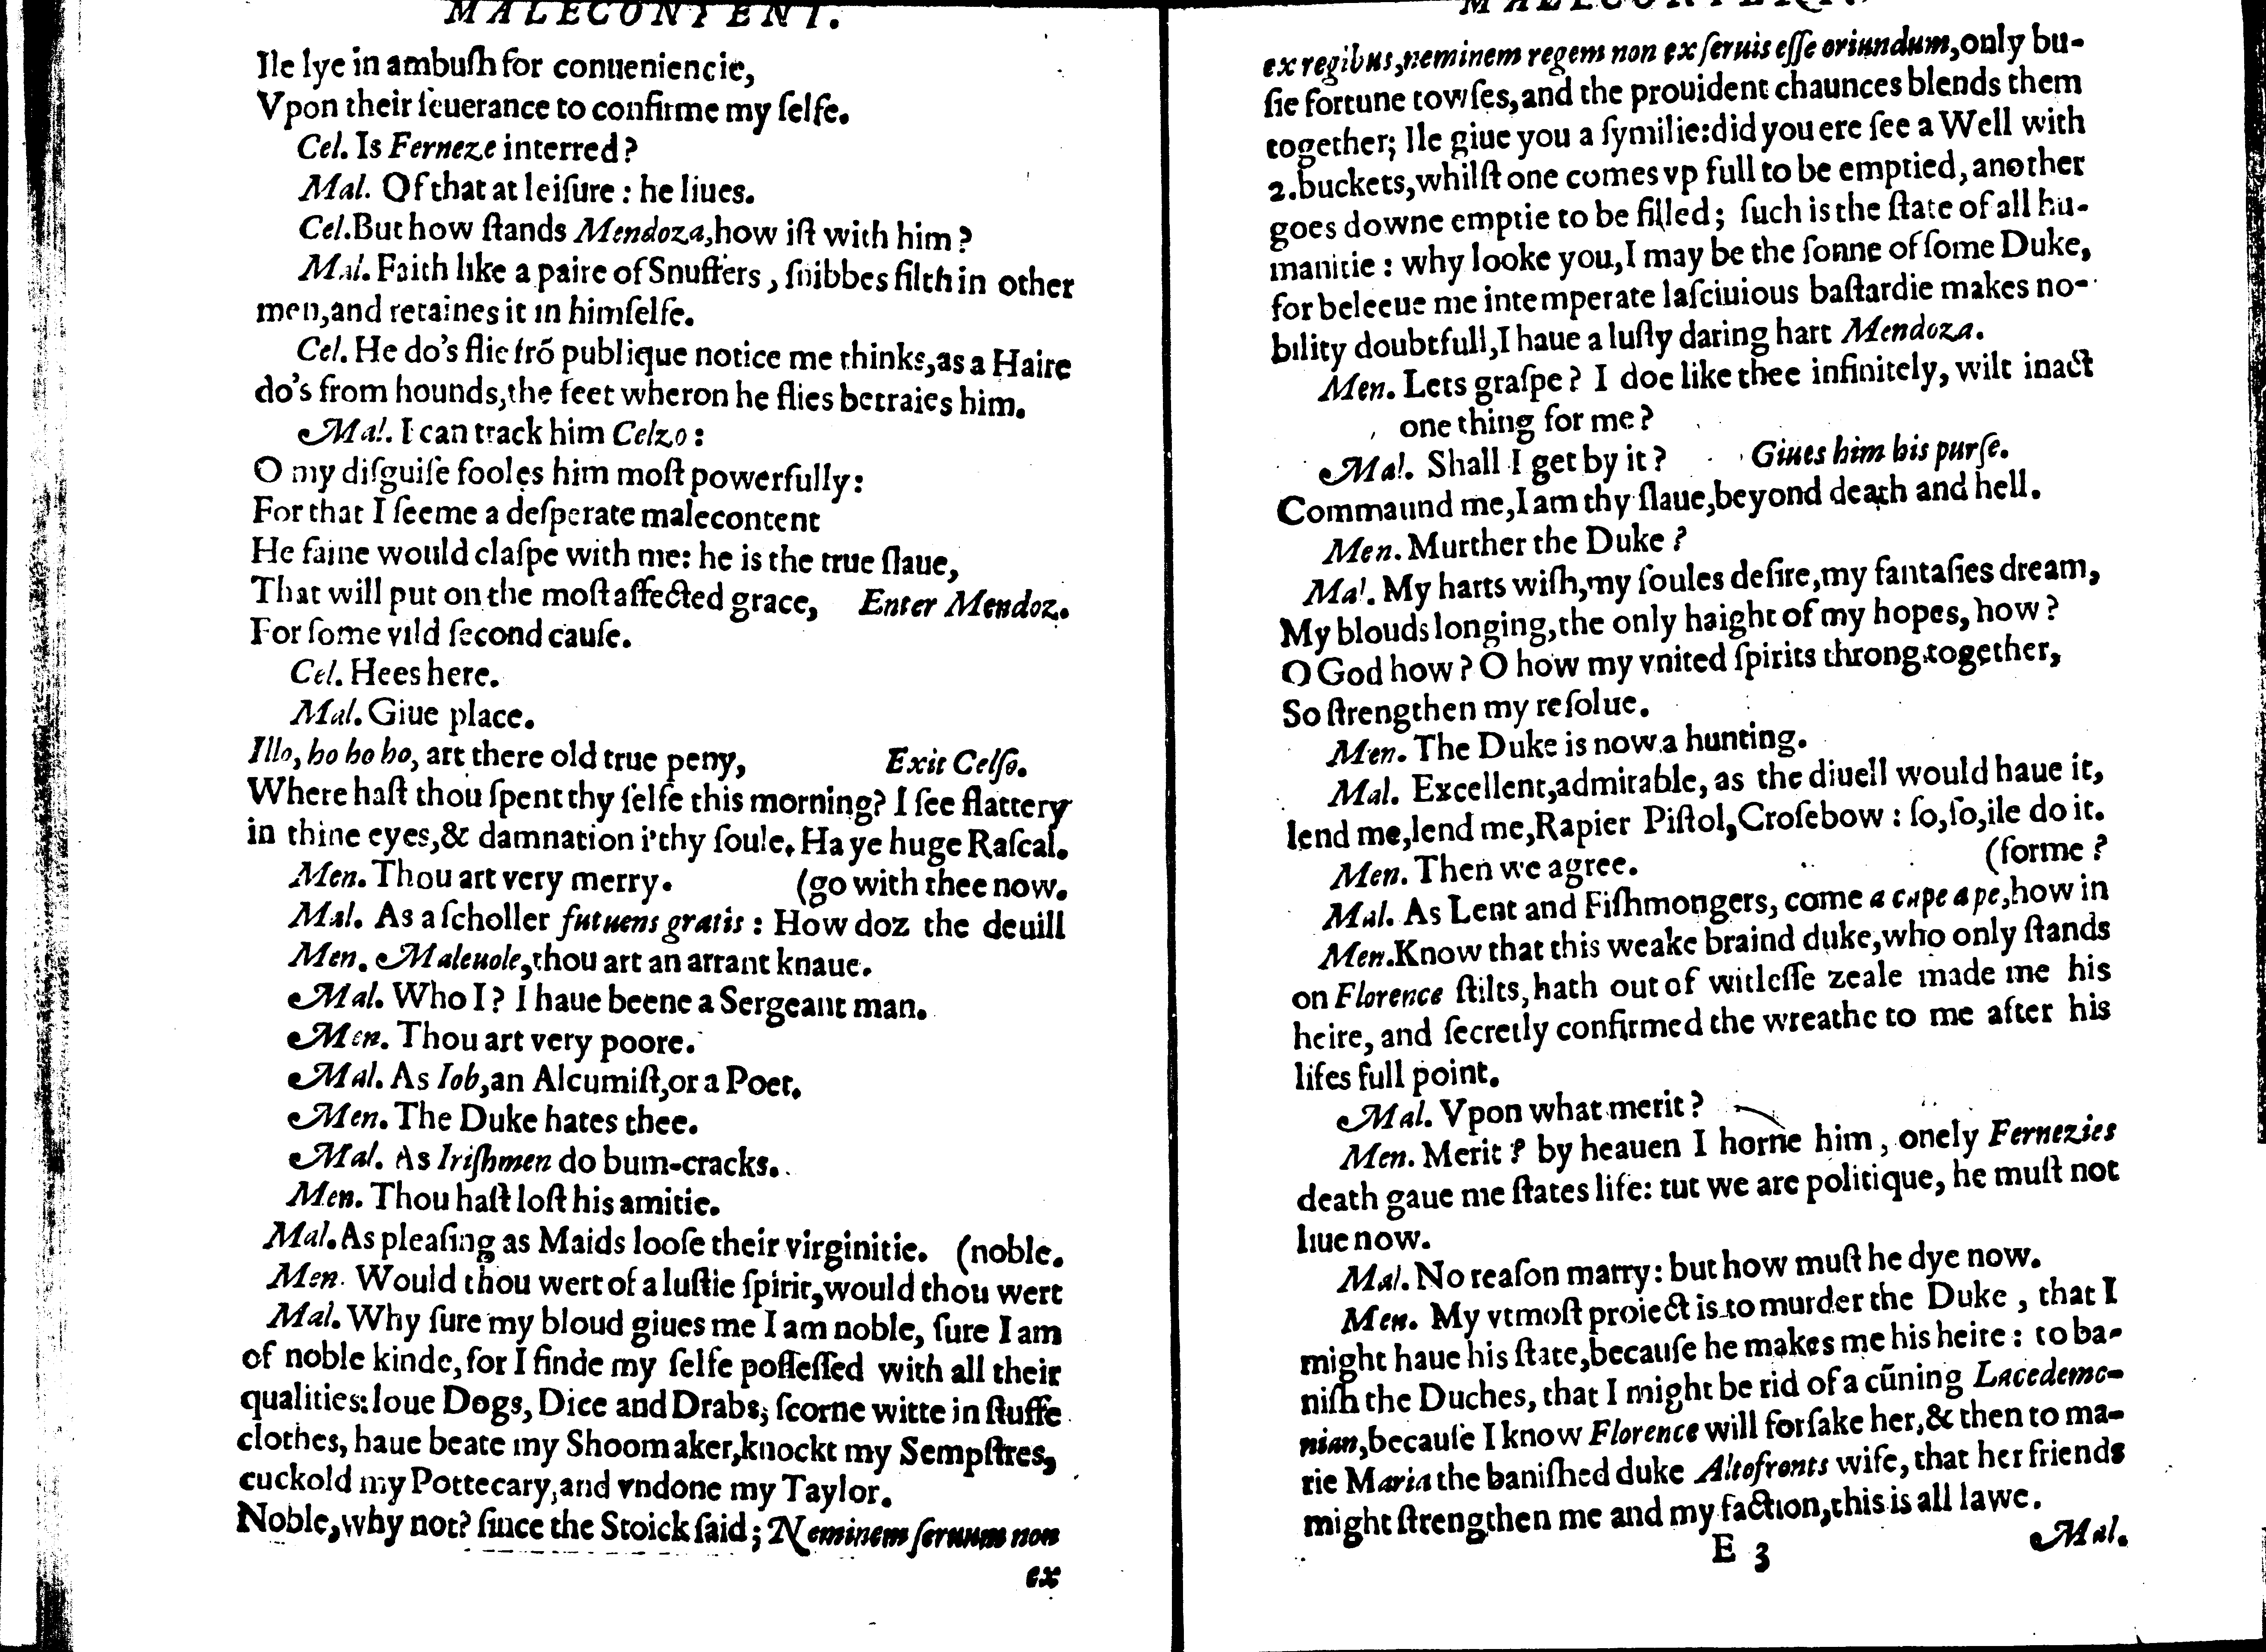 MALECONTENT.
Ile lye in ambuſh for conueniencie,
Vpon their ſeuerance to confirme my ſelfe.
Cel. Is Ferneze interred?
Mal. Of that at leiſure: he liues.
Cel. But how ſtands Mendoza, how iſt with him?
Mal. Faith like a paire of Snuffers, ſnibbes filth in other
men, and retaines it in himſelfe.
Cel. He do's flie frõ publique notice me thinks, as a Haire
do's from hounds, the feet wheron he flies betraies him.
Mal. I can track him Celzo:
O my diſguiſe fooles him moſt powerfully:
For that I ſeeme a deſperate malecontent
He faine would claſpe with me: he is the true ſlaue,
That will put on the moſt affected grace, Enter Mendoz.
For ſome vild ſecond cauſe.
Cel. Hees here.
Mal. Giue place.
Illo, ho ho ho, art there old true peny, Exit Celſo.
Where haſt thou ſpent thy ſelfe this morning? I ſee flattery
in thine eyes, & damnation i'thy ſoule. Ha ye huge Raſcal.
Men. Thou art very merry. (go with thee now.
Mal. As a ſcholler futuens gratis: How doz the deuill
Men. Maleuole, thou art an arrant knaue.
Mal. Who I? I haue beene a Sergeant man.
Men. Thou art very poore.
Mal. As Iob, an Alcumiſt, or a Poet.
Men. The Duke hates thee.
Mal. As Iriſhmen do bum-cracks.
Men. Thou haſt loſt his amitie.
Mal. As pleaſing as Maids looſe their virginitie. (noble.
Men. Would thou wert of a luſtie ſpirit, would thou wert
Mal. Why ſure my bloud giues me I am noble, ſure I am
of noble kinde, for I finde my ſelfe poſſeſſed with all their
qualities: loue Dogs, Dice and Drabs; ſcorne witte in ſtuffe
clothes, haue beate my Shoomaker, knockt my Sempſtres,
cuckold my Pottecary, and vndone my Taylor.
Noble, why not? ſince the Stoick ſaid; Neminem ſeruum non
ex
MALECONTENT.
ex regibus, neminem regem non ex ſeruis eſſe oriundum, only bu-
ſie fortune towſes, and the prouident chaunces blends them
together; Ile giue you a ſymilie: did you ere ſee a Well with
2. buckets, whilſt one comes vp full to be emptied, another
goes downe emptie to be filled; ſuch is the ſtate of all hu-
manitie: why looke you, I may be the ſonne of ſome Duke,
for beleeue me intemperate laſciuious baſtardie makes no-
bility doubtfull, I haue a luſty daring hart Mendoza.
Men. Lets graſpe? I doe like thee infinitely, wilt inact
one thing for me?
Mal. Shall I get by it? Giues him his purſe.
Commaund me, I am thy ſlaue, beyond death and hell.
Men. Murther the Duke?
Mal. My harts wiſh, my ſoules deſire, my fantaſies dream,
My blouds longing, the only haight of my hopes, how?
O God how? O how my vnited ſpirits throng together,
So ſtrengthen my reſolue.
Men. The Duke is now a hunting.
Mal. Excellent, admirable, as the diuell would haue it,
lend me, lend me, Rapier Piſtol, Croſebow: ſo, ſo, ile do it.
Men. Then we agree. (forme?
Mal. As Lent and Fiſhmongers, come a cape a pe, how in
Men. Know that this weake braind duke, who only ſtands
on Florence ſtilts, hath out of witleſſe zeale made me his
heire, and ſecretly confirmed the wreathe to me after his
lifes full point.
Mal. Vpon what merit?
Men. Merit? by heauen I horne him, onely Fernezies
death gaue me ſtates life: tut we are politique, he muſt not
liue now.
Mal. No reaſon marry: but how muſt he dye now.
Men. My vtmoſt proiect is to murder the Duke, that I
might haue his ſtate, becauſe he makes me his heire: to ba-
niſh the Duches, that I might be rid of a cũning Lacedemo-
nian, becauſe I know Florence will forſake her, & then to ma-
rie Maria the baniſhed duke Altofronts wife, that her friends
might ſtrengthen me and my faction, this is all lawe.
E 3 Mal.